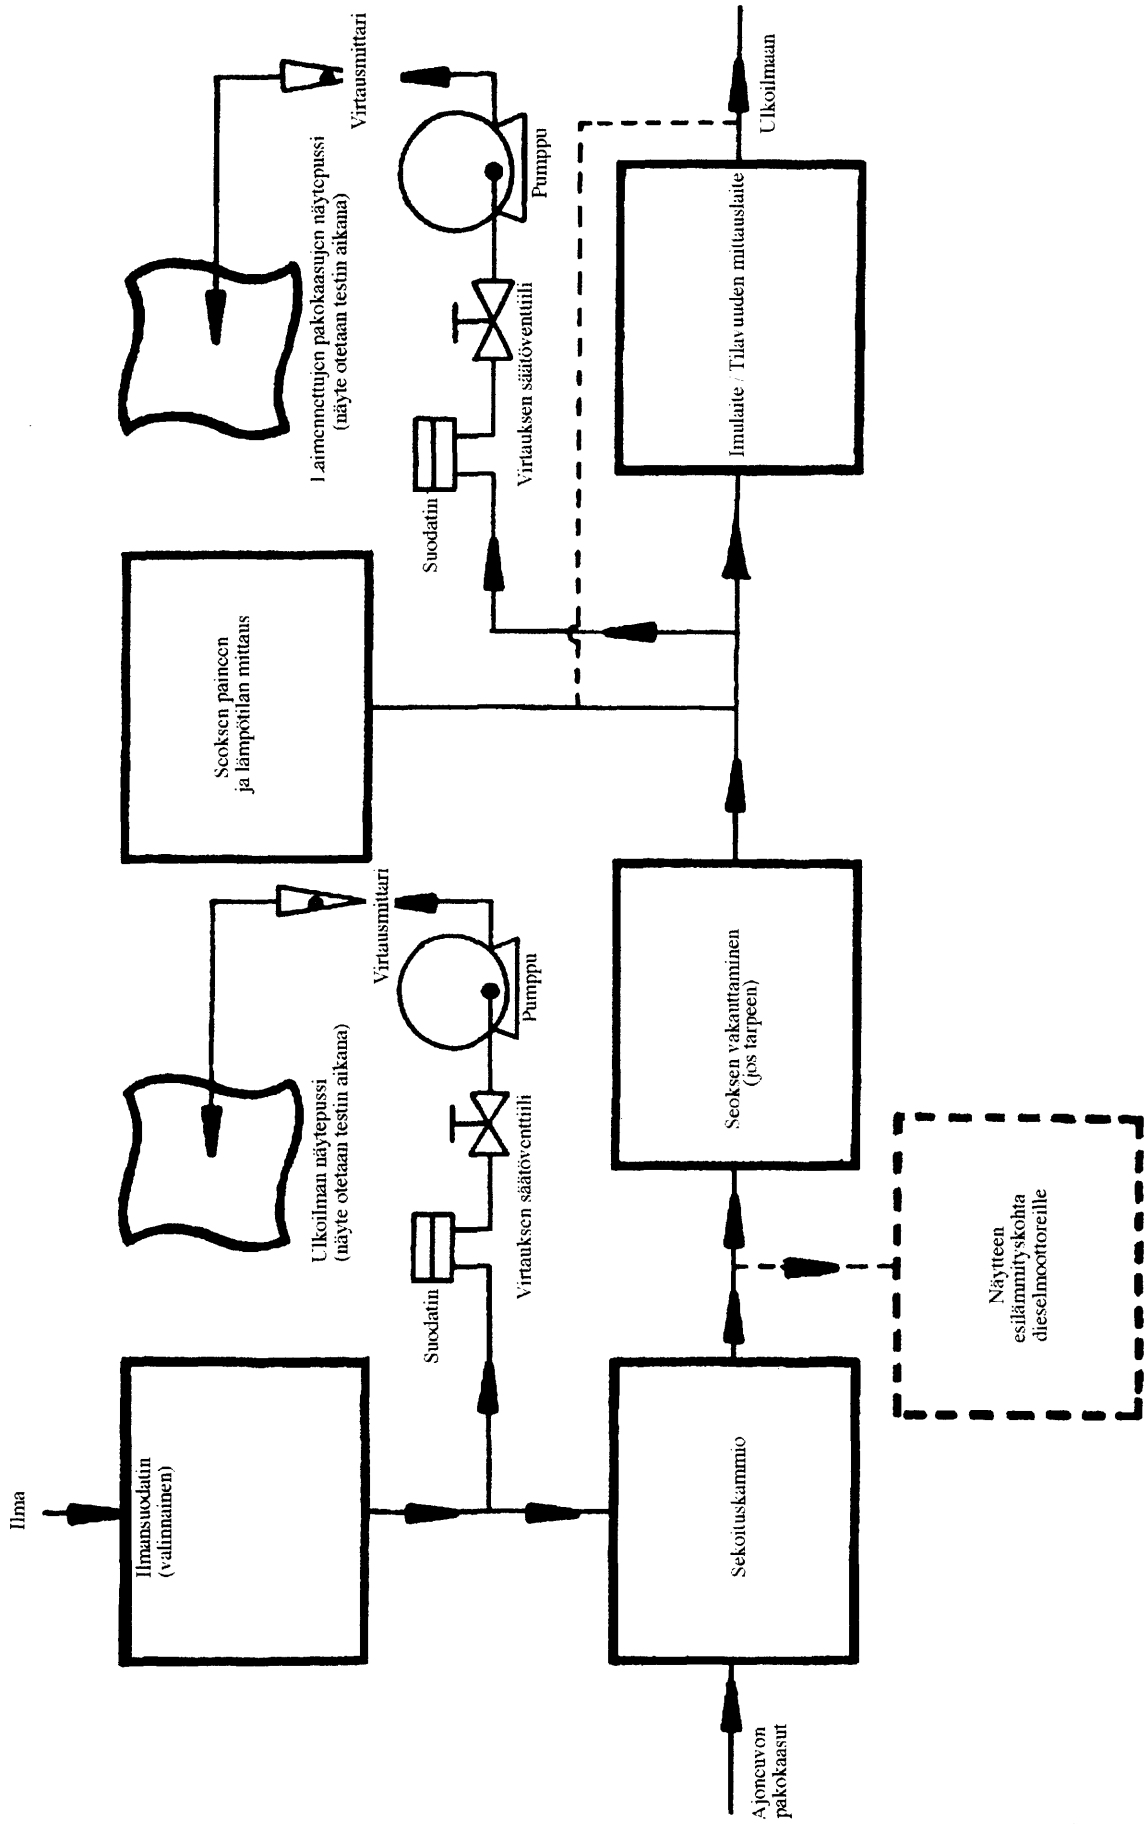 Ilma
Ilmansuodatin
(valinnainen)
Ajoneuvon
pakokaasut
Sekoituskammio
Suodatin
Virtauksen säätöventtiili
Pumppu
Virtausmittari
Ulkoilman näytepussi
(näyte otetaan testin aikana)
Näytteen
esilämmityskohta
dieselmoottoreille
Seoksen vakauttaminen
(jos tarpeen)
Seoksen paineen
ja lämpötilan mittaus
Suodatin
Virtauksen säätöventtiili
Pumppu
Virtausmittari
Laimennettujen pakokaasujen näytepussi
(näyte otetaan testin aikana)
Imulaite / Tilavuuden mittauslaite
Ulkoilmaan